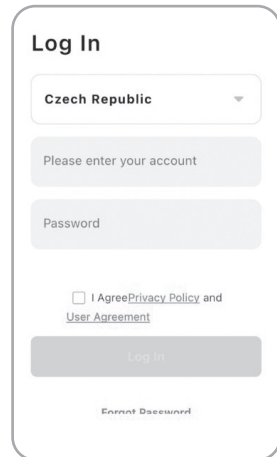 Log In
Czech Republic
Please enter your account
Password
I AgreePrivacy Policy and
User Agreement
Log In
Forgot Password